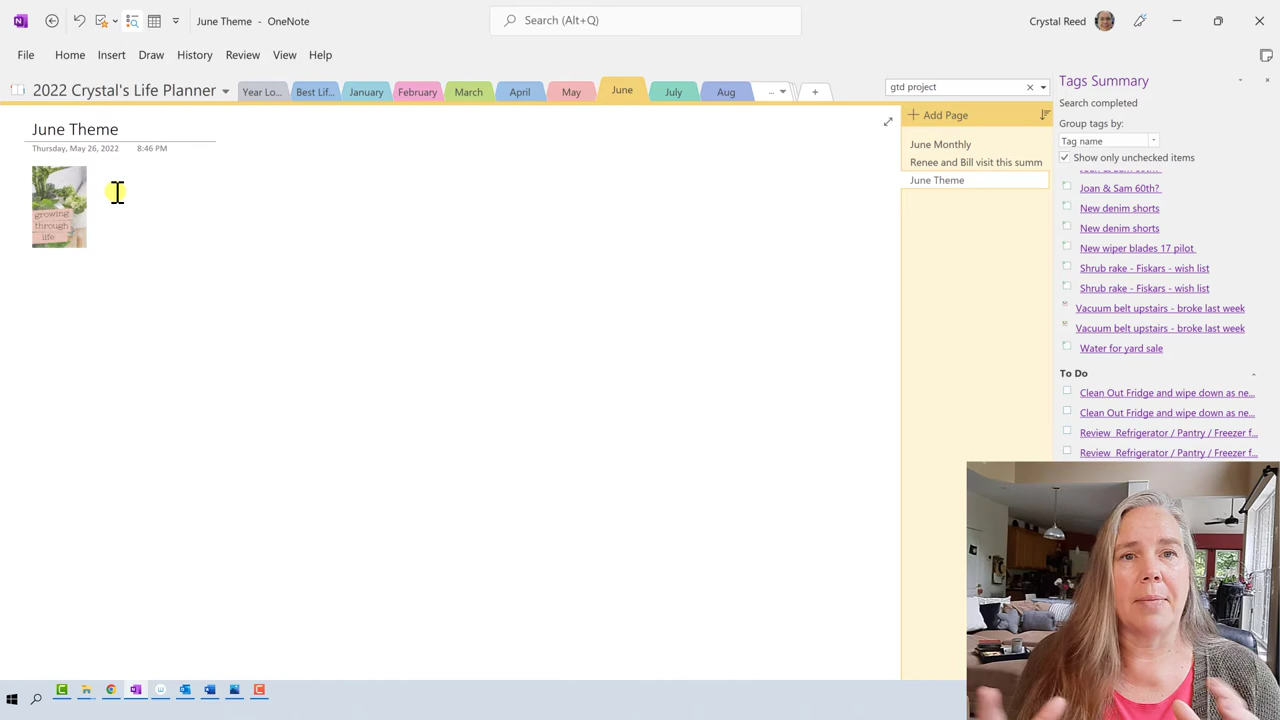 June Theme - OneNote
Search (Alt+Q)
Crystal Reed
File Home Insert Draw History Review View Help
2022 Crystal's Life Planner
Year Lo... Best Lif... January February March April May June July Aug ...
gtd project
June Theme
Thursday, May 26, 2022 8:46 PM
growing
through
life
Add Page
June Monthly
Renee and Bill visit this summ
June Theme
Tags Summary
Search completed
Group tags by:
Tag name
Show only unchecked items
Joan & Sam 60th?
New denim shorts
New denim shorts
New wiper blades 17 pilot
Shrub rake - Fiskars - wish list
Shrub rake - Fiskars - wish list
Vacuum belt upstairs - broke last week
Vacuum belt upstairs - broke last week
Water for yard sale
To Do
Clean Out Fridge and wipe down as ne...
Clean Out Fridge and wipe down as ne...
Review Refrigerator / Pantry / Freezer f...
Review Refrigerator / Pantry / Freezer f...